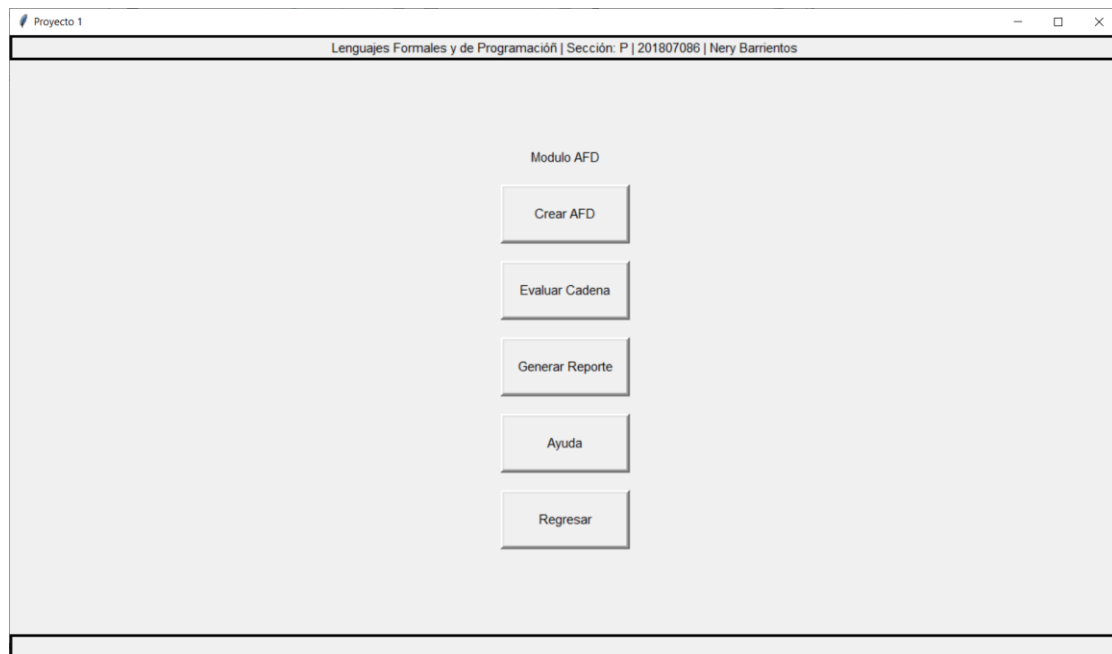 Proyecto 1
Lenguajes Formales y de Programacióñ | Sección: P | 201807086 | Nery Barrientos
Modulo AFD
Crear AFD
Evaluar Cadena
Generar Reporte
Ayuda
Regresar